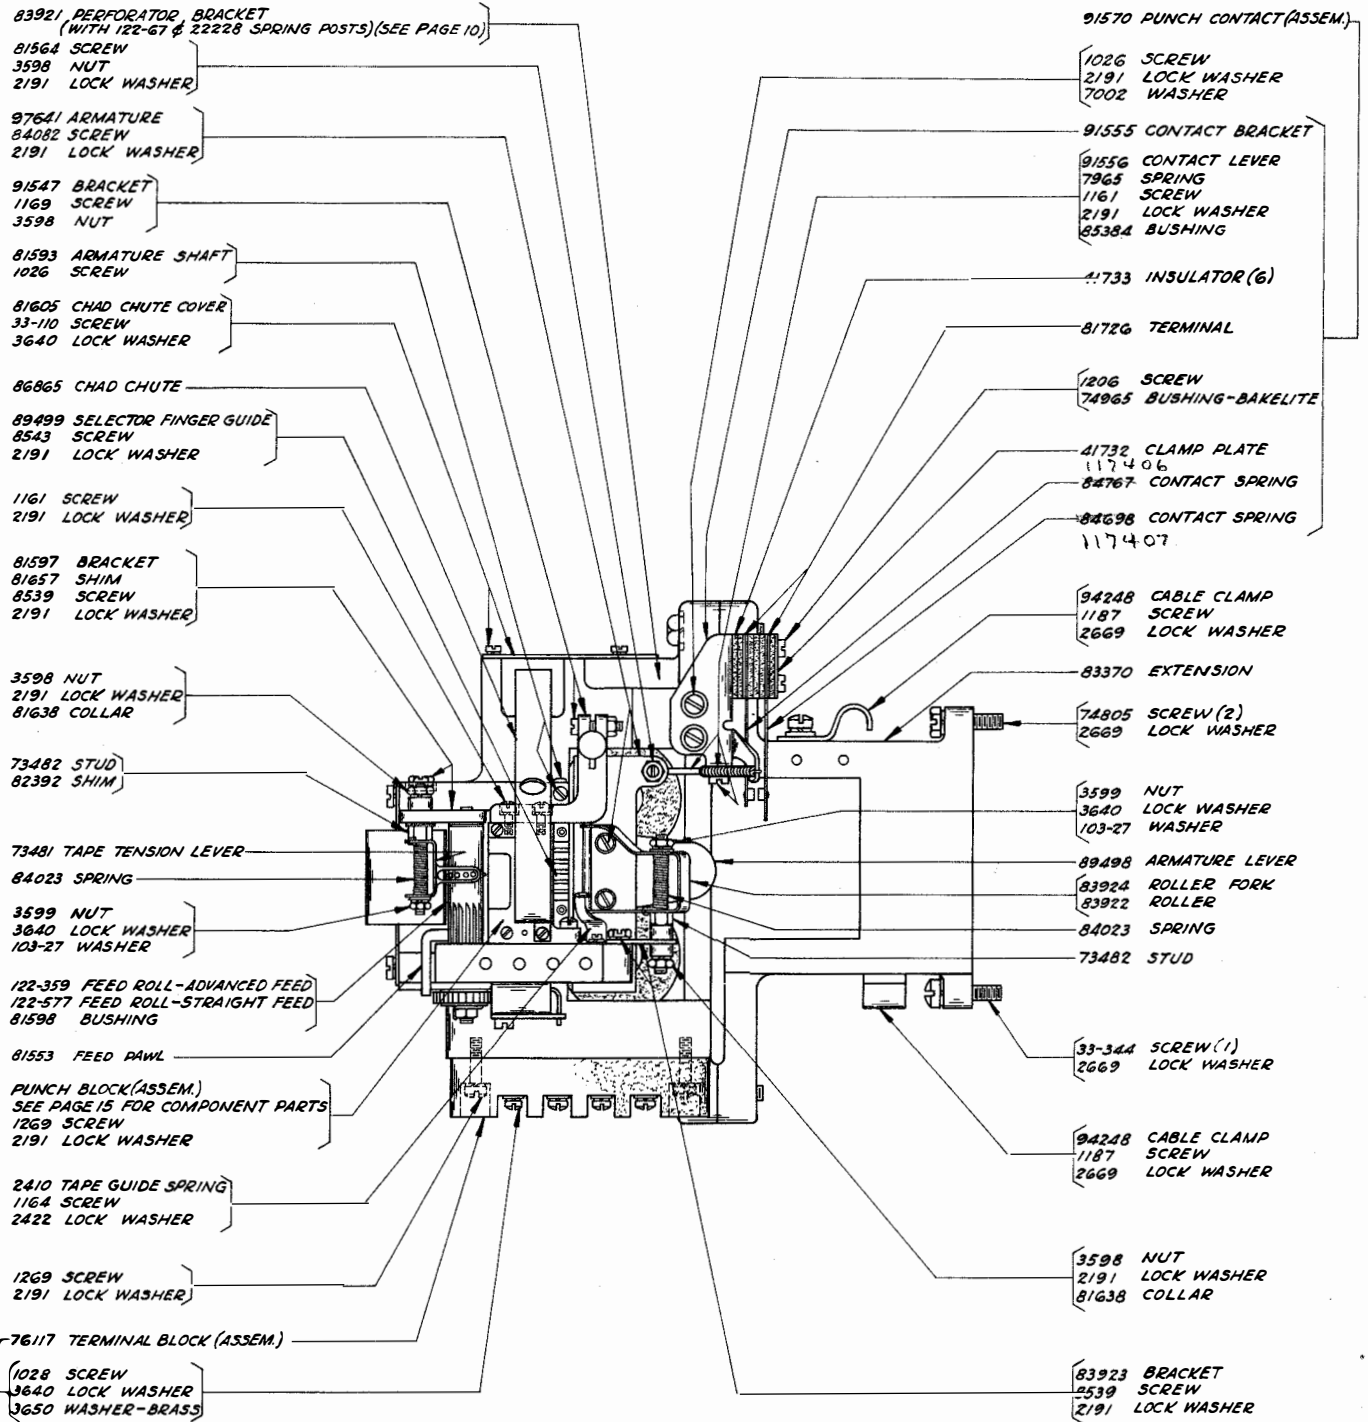 83921 PERFORATOR BRACKET
(WITH 122-67 & 22228 SPRING POSTS)(SEE PAGE 10)
81564 SCREW
3598 NUT
2191 LOCK WASHER
97641 ARMATURE
84082 SCREW
2191 LOCK WASHER
91547 BRACKET
1169 SCREW
3598 NUT
81593 ARMATURE SHAFT
1026 SCREW
81605 CHAD CHUTE COVER
33-110 SCREW
3640 LOCK WASHER
86865 CHAD CHUTE
89499 SELECTOR FINGER GUIDE
8543 SCREW
2191 LOCK WASHER
1161 SCREW
2191 LOCK WASHER
81597 BRACKET
81657 SHIM
8539 SCREW
2191 LOCK WASHER
3598 NUT
2191 LOCK WASHER
81638 COLLAR
73482 STUD
82392 SHIM
73481 TAPE TENSION LEVER
84023 SPRING
3599 NUT
3640 LOCK WASHER
103-27 WASHER
122-359 FEED ROLL-ADVANCED FEED
122-577 FEED ROLL-STRAIGHT FEED
81598 BUSHING
81553 FEED PAWL
PUNCH BLOCK (ASSEM.)
SEE PAGE 15 FOR COMPONENT PARTS
1269 SCREW
2191 LOCK WASHER
2410 TAPE GUIDE SPRING
1164 SCREW
2422 LOCK WASHER
1269 SCREW
2191 LOCK WASHER
76117 TERMINAL BLOCK (ASSEM.)
1028 SCREW
3640 LOCK WASHER
3650 WASHER-BRASS
91570 PUNCH CONTACT (ASSEM.)
1026 SCREW
2191 LOCK WASHER
7002 WASHER
91555 CONTACT BRACKET
91556 CONTACT LEVER
7965 SPRING
1161 SCREW
2191 LOCK WASHER
85384 BUSHING
41733 INSULATOR (6)
81726 TERMINAL
1206 SCREW
74965 BUSHING-BAKELITE
41732 CLAMP PLATE
117406
84767 CONTACT SPRING
84698 CONTACT SPRING
117407
94248 CABLE CLAMP
1187 SCREW
2669 LOCK WASHER
83370 EXTENSION
74805 SCREW (2)
2669 LOCK WASHER
3599 NUT
3640 LOCK WASHER
103-27 WASHER
89498 ARMATURE LEVER
83924 ROLLER FORK
83922 ROLLER
84023 SPRING
73482 STUD
33-344 SCREW (1)
2669 LOCK WASHER
94248 CABLE CLAMP
1187 SCREW
2669 LOCK WASHER
3598 NUT
2191 LOCK WASHER
81638 COLLAR
83923 BRACKET
8539 SCREW
2191 LOCK WASHER